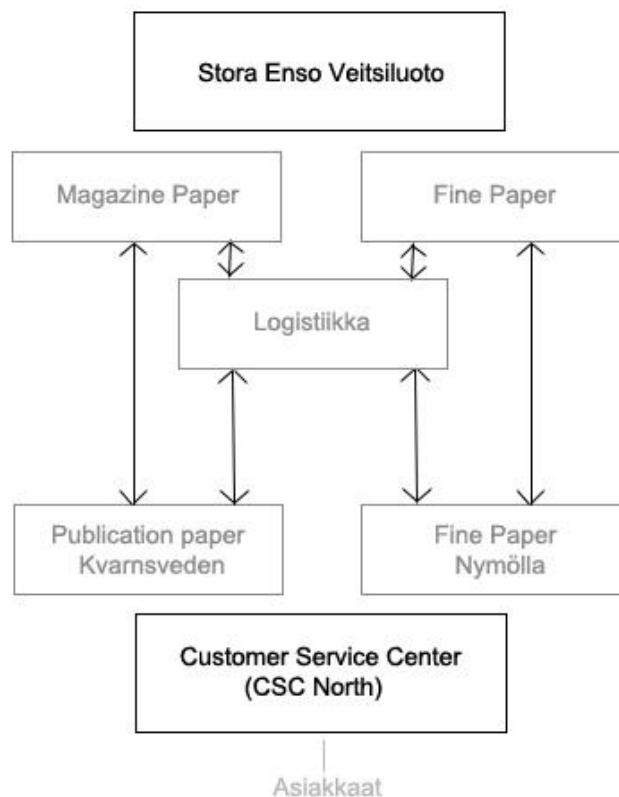 Stora Enso Veitsiluoto
Magazine Paper
Fine Paper
Logistiikka
Publication paper
Kvarnsveden
Fine Paper
Nymölla
Customer Service Center
(CSC North)
Asiakkaat